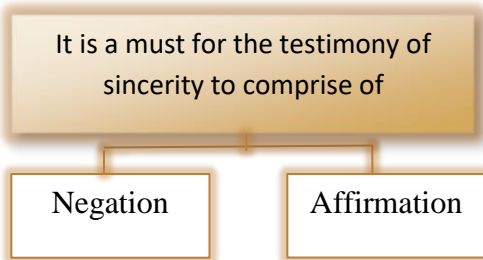 It is a must for the testimony of
sincerity to comprise of
Negation
Affirmation